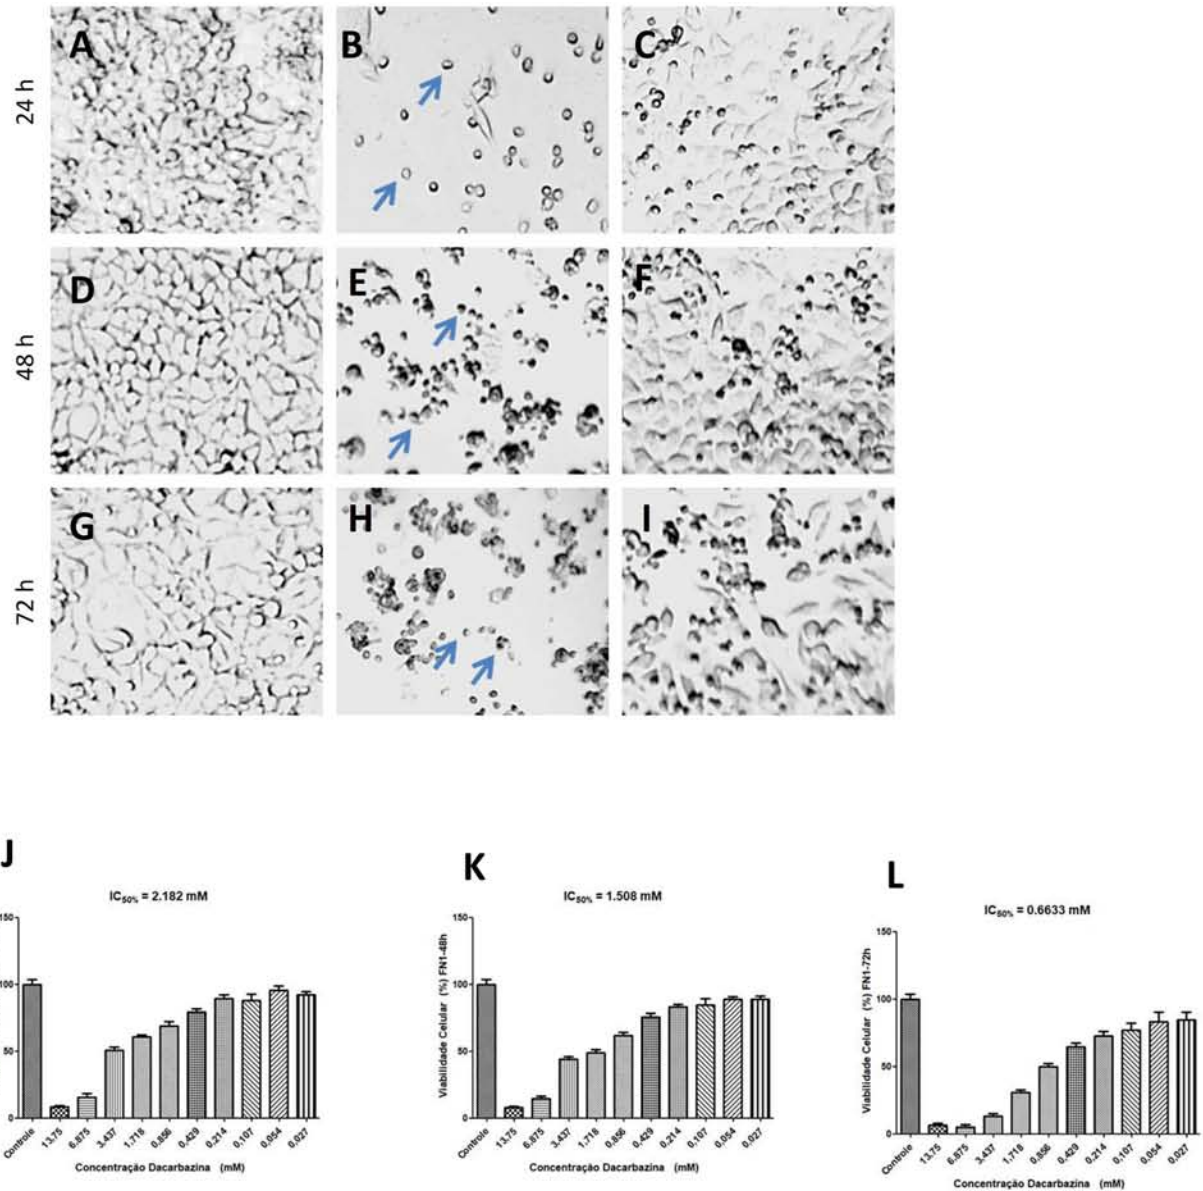 24 h
A
B
C
48 h
D
E
F
72 h
G
H
I
J
IC50% = 2.182 mM
150
100
50
0
Controle
13.75
6.875
3.437
1.718
0.856
0.429
0.214
0.107
0.054
0.027
Concentração Dacarbazina (mM)
K
IC50% = 1.508 mM
Viabilidade Celular (%) FN1-48h
150
100
50
0
Controle
13.75
6.875
3.437
1.718
0.856
0.429
0.214
0.107
0.054
0.027
Concentração Dacarbazina (mM)
L
IC50% = 0.6633 mM
Viabilidade Celular (%) FN1-72h
150
100
50
0
Controle
13.75
6.875
3.437
1.718
0.856
0.429
0.214
0.107
0.054
0.027
Concentração Dacarbazina (mM)